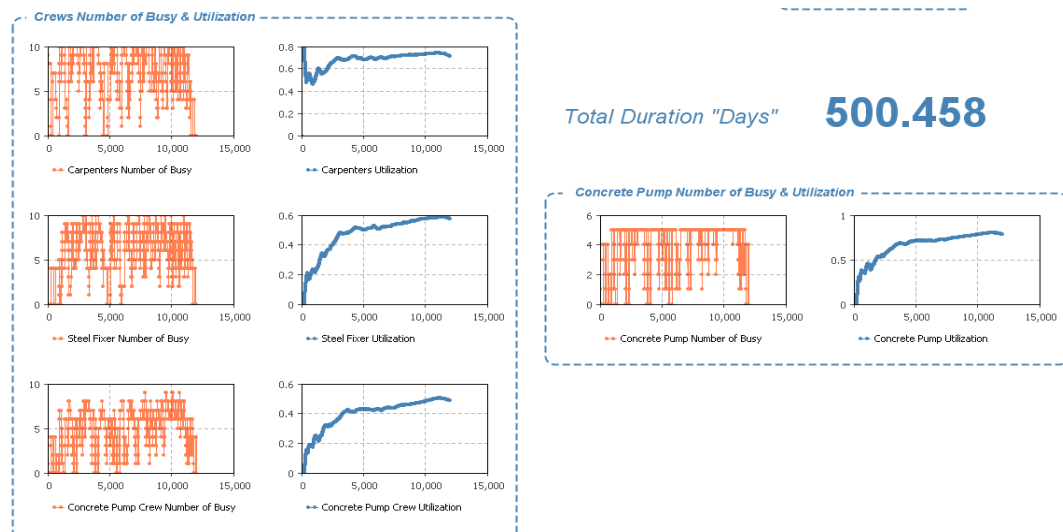 Crews Number of Busy & Utilization
10
5
0
0 5,000 10,000 15,000
Carpenters Number of Busy
0.8
0.6
0.4
0.2
0
0 5,000 10,000 15,000
Carpenters Utilization
Total Duration "Days" 500.458
10
5
0
0 5,000 10,000 15,000
Steel Fixer Number of Busy
0.6
0.4
0.2
0
0 5,000 10,000 15,000
Steel Fixer Utilization
Concrete Pump Number of Busy & Utilization
6
4
2
0
0 5,000 10,000 15,000
Concrete Pump Number of Busy
1
0.5
0
0 5,000 10,000 15,000
Concrete Pump Utilization
10
5
0
0 5,000 10,000 15,000
Concrete Pump Crew Number of Busy
0.6
0.4
0.2
0
0 5,000 10,000 15,000
Concrete Pump Crew Utilization